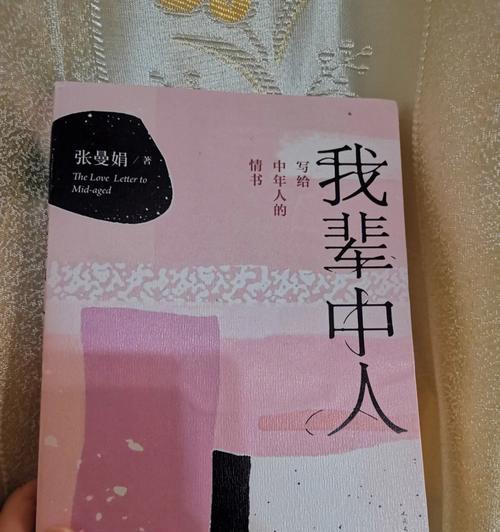 我辈中人
写给
中年人的
情书
张曼娟/著
The Love Letter to
Mid-aged